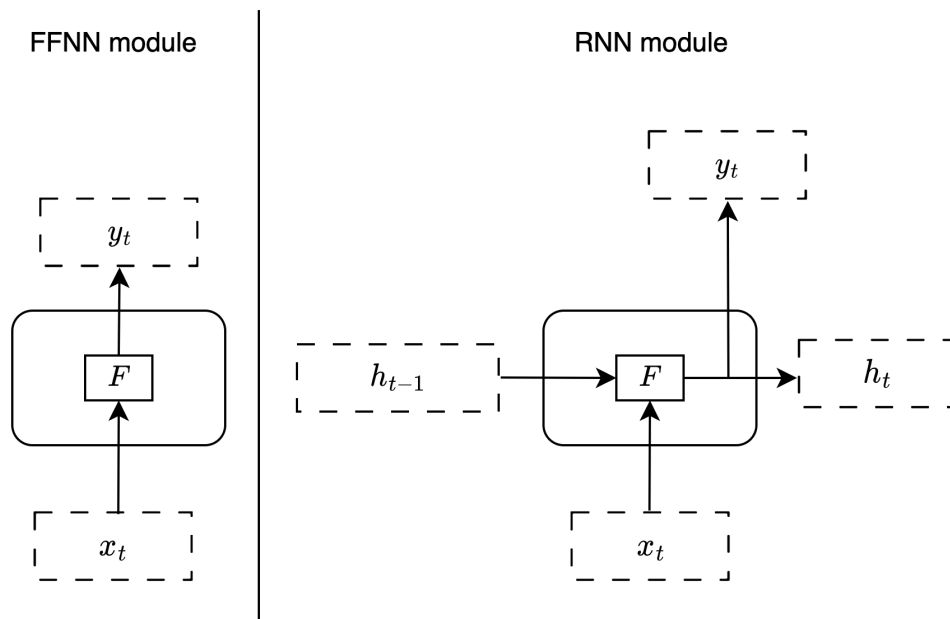 FFNN module
y_t
F
x_t
RNN module
y_t
h_{t-1}
F
h_t
x_t